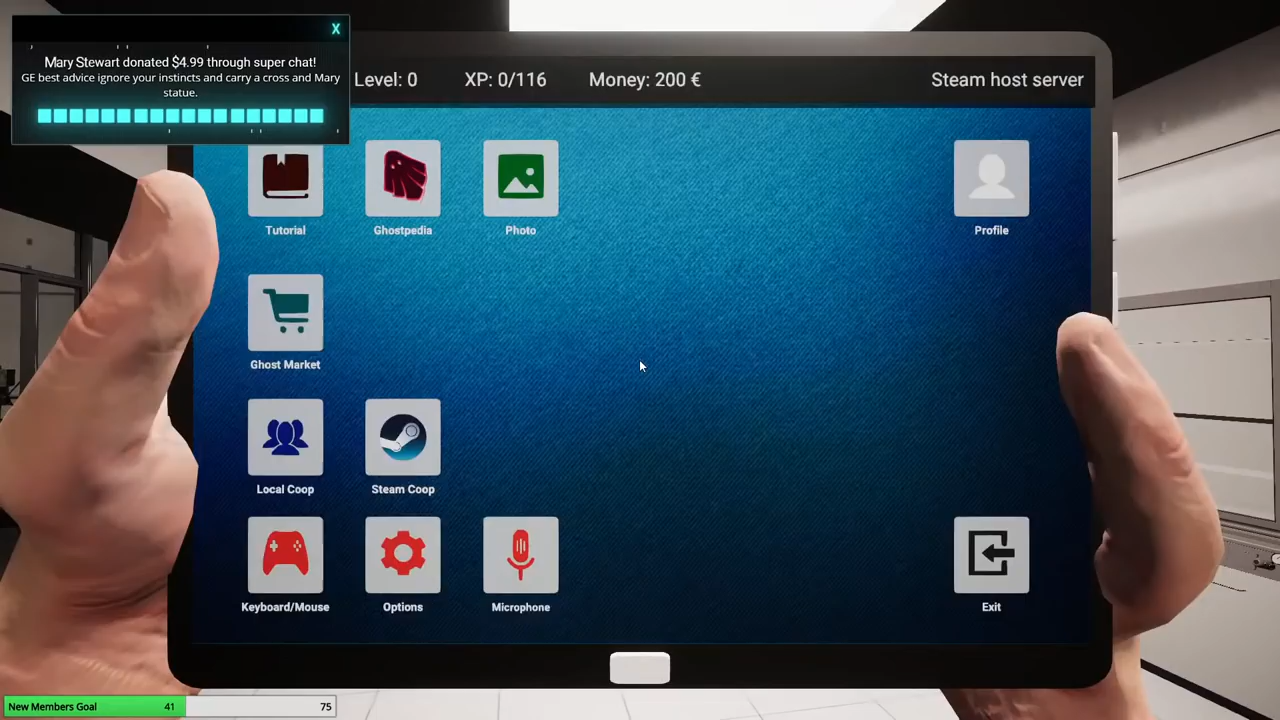 X
Mary Stewart donated $4.99 through super chat!
GE best advice ignore your instincts and carry a cross and Mary
statue.
Level: 0 XP: 0/116 Money: 200 € Steam host server
Tutorial Ghostpedia Photo Profile
Ghost Market
Local Coop Steam Coop
Keyboard/Mouse Options Microphone Exit
New Members Goal 41 75